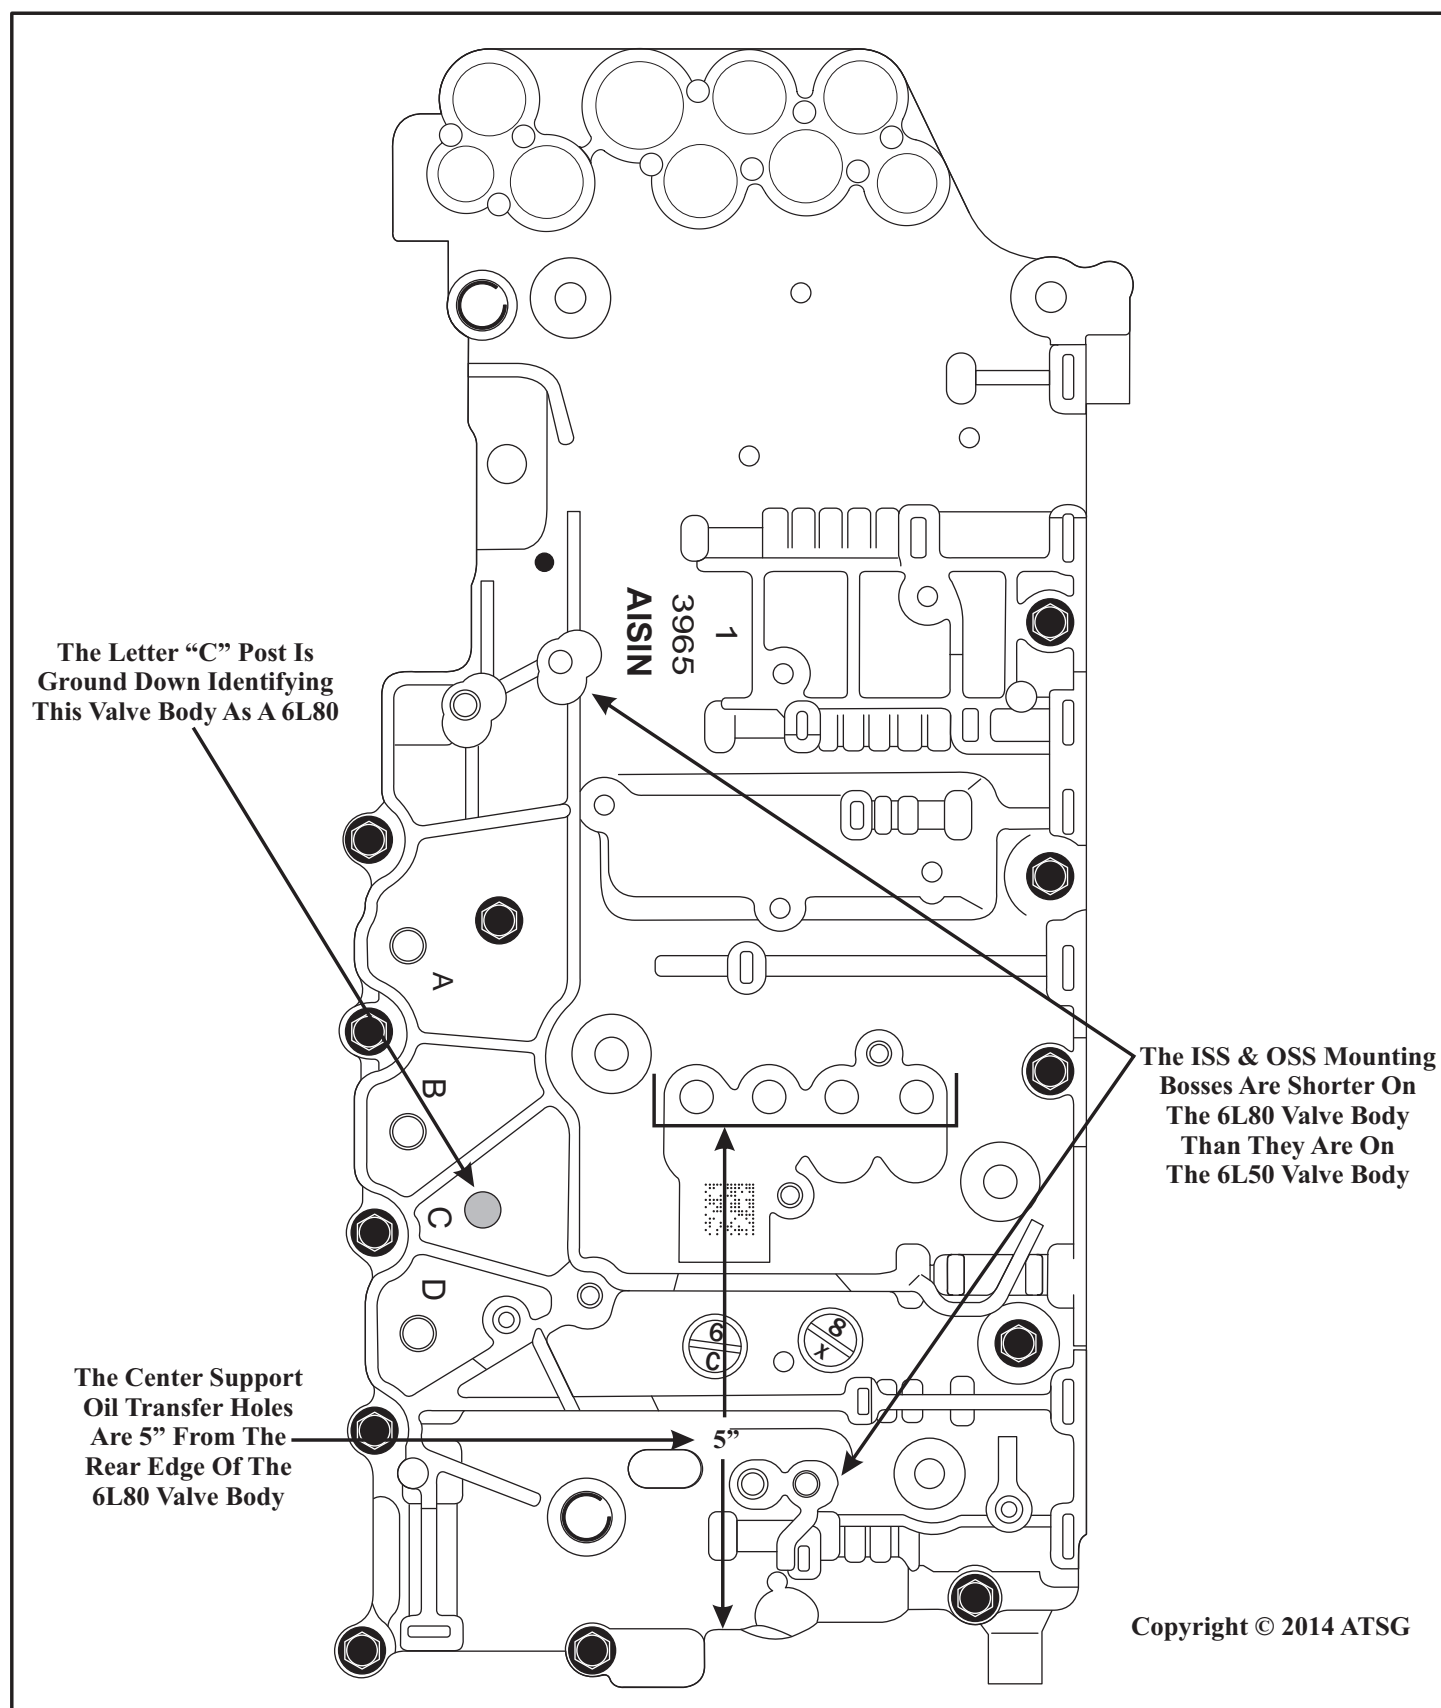 1
3965
AISIN
The Letter “C” Post Is
Ground Down Identifying
This Valve Body As A 6L80
A
B
C
D
The ISS & OSS Mounting
Bosses Are Shorter On
The 6L80 Valve Body
Than They Are On
The 6L50 Valve Body
6
C
8
x
The Center Support
Oil Transfer Holes
Are 5” From The
Rear Edge Of The
6L80 Valve Body
5”
Copyright © 2014 ATSG